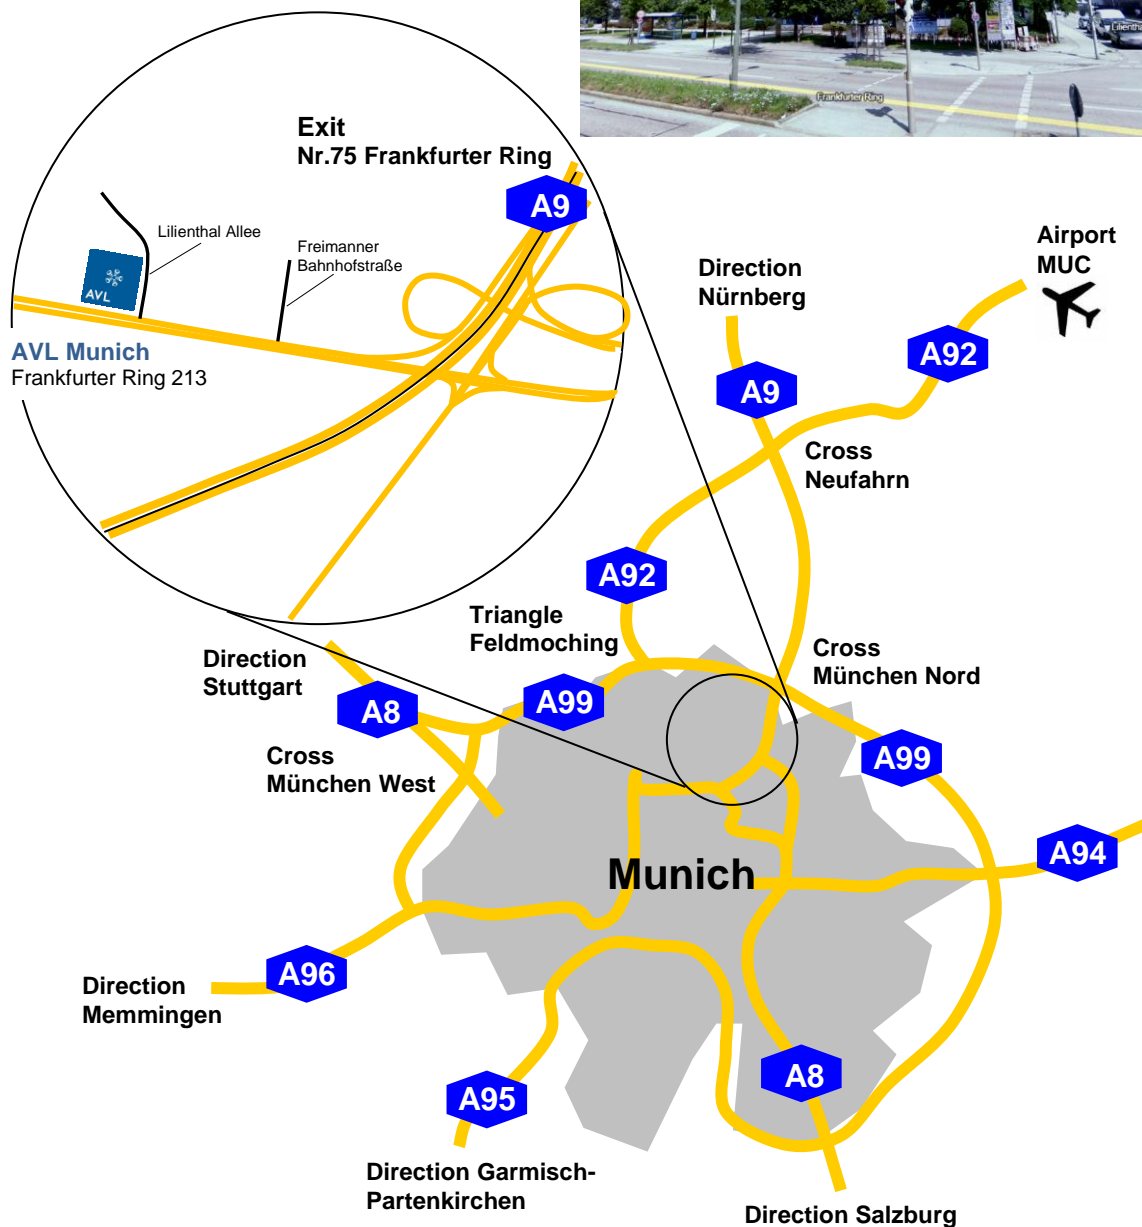 Lilientha
Frankfurter Ring
Exit
Nr.75 Frankfurter Ring
A9
Lilienthal Allee
Freimanner
Bahnhofstraße
AVL
AVL Munich
Frankfurter Ring 213
Airport
MUC
Direction
Nürnberg
A92
A9
Cross
Neufahrn
A92
Triangle
Feldmoching
Cross
München Nord
Direction
Stuttgart
A8
A99
Cross
München West
A99
A94
Munich
A96
Direction
Memmingen
A8
A95
Direction Garmisch-
Partenkirchen
Direction Salzburg